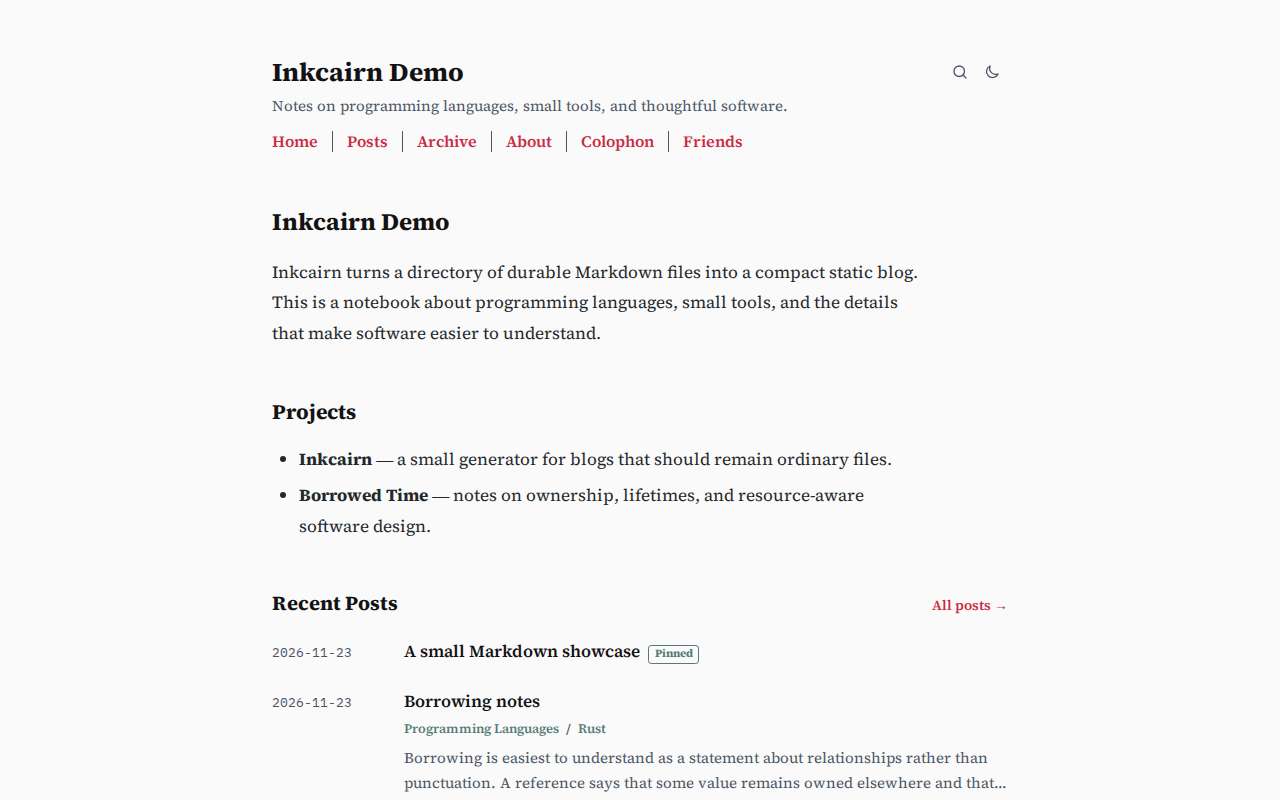 Inkcairn Demo
Notes on programming languages, small tools, and thoughtful software.
Home Posts Archive About Colophon Friends
Inkcairn Demo
Inkcairn turns a directory of durable Markdown files into a compact static blog.
This is a notebook about programming languages, small tools, and the details
that make software easier to understand.
Projects
• Inkcairn — a small generator for blogs that should remain ordinary files.
• Borrowed Time — notes on ownership, lifetimes, and resource-aware
software design.
Recent Posts All posts →
2026-11-23 A small Markdown showcase Pinned
2026-11-23 Borrowing notes
Programming Languages / Rust
Borrowing is easiest to understand as a statement about relationships rather than
punctuation. A reference says that some value remains owned elsewhere and that...